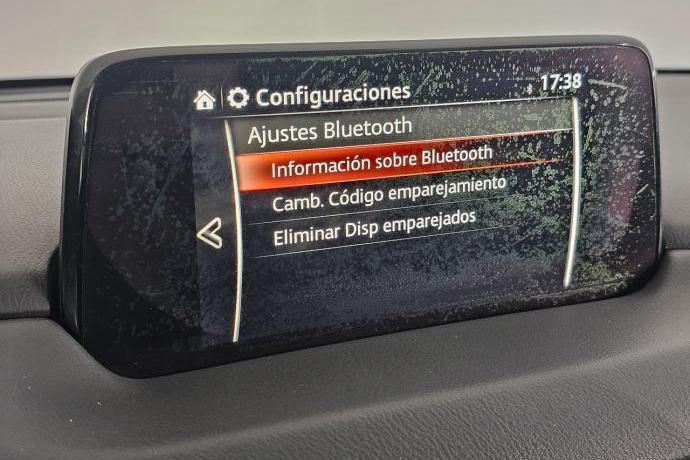 Configuraciones 17:38
Ajustes Bluetooth
Información sobre Bluetooth
Camb. Código emparejamiento
Eliminar Disp emparejados